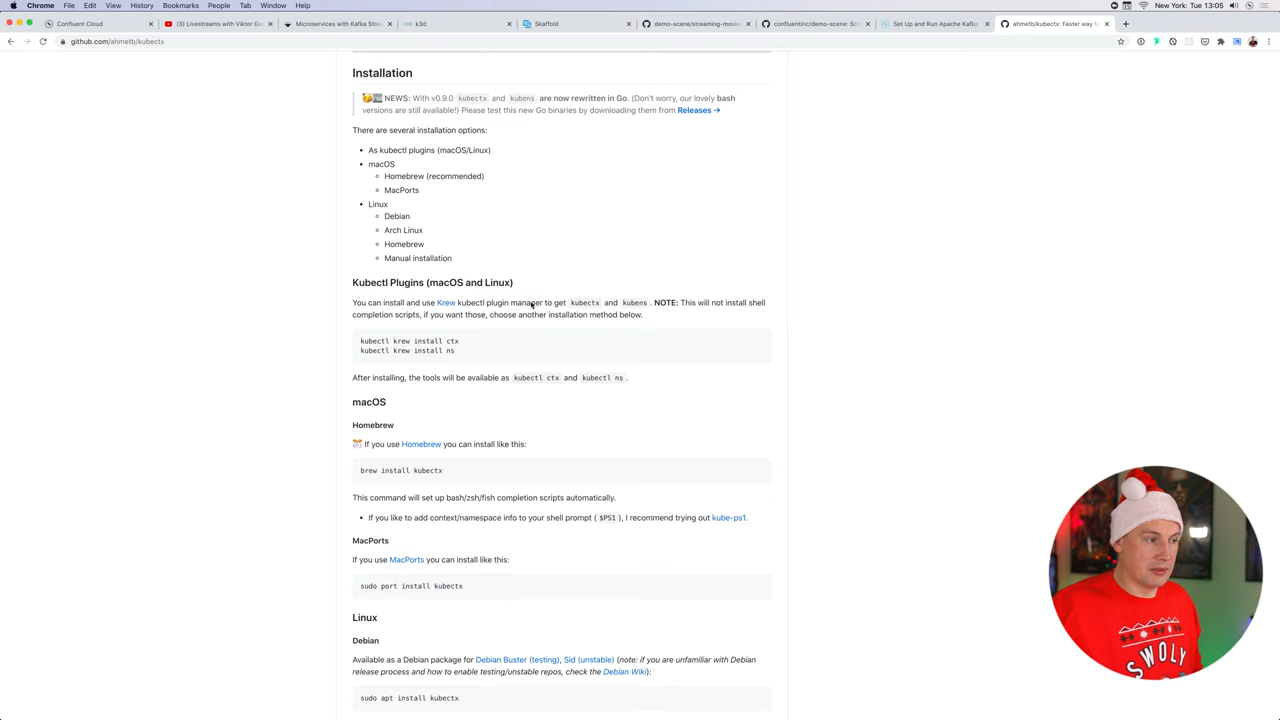 Chrome File Edit View History Bookmarks People Tab Window Help New York: Tue 13:05
Confluent Cloud × (3) Livestreams with Viktor Ga × Microservices with Kafka Stre × k3d × Skaffold × demo-scene/streaming-movie × confluentinc/demo-scene: Sc × Set Up and Run Apache Kafka × ahmetb/kubectx: Faster way to ×
github.com/ahmetb/kubectx
Installation
NEWS: With v0.9.0 kubectx and kubens are now rewritten in Go. (Don't worry, our lovely bash
versions are still available!) Please test this new Go binaries by downloading them from Releases →
There are several installation options:
• As kubectl plugins (macOS/Linux)
• macOS
◦ Homebrew (recommended)
◦ MacPorts
• Linux
◦ Debian
◦ Arch Linux
◦ Homebrew
◦ Manual installation
Kubectl Plugins (macOS and Linux)
You can install and use Krew kubectl plugin manager to get kubectx and kubens . NOTE: This will not install shell
completion scripts, if you want those, choose another installation method below.
kubectl krew install ctx
kubectl krew install ns
After installing, the tools will be available as kubectl ctx and kubectl ns .
macOS
Homebrew
If you use Homebrew you can install like this:
brew install kubectx
This command will set up bash/zsh/fish completion scripts automatically.
• If you like to add context/namespace info to your shell prompt ( $PS1 ), I recommend trying out kube-ps1.
MacPorts
If you use MacPorts you can install like this:
sudo port install kubectx
Linux
Debian
Available as a Debian package for Debian Buster (testing), Sid (unstable) (note: if you are unfamiliar with Debian
release process and how to enable testing/unstable repos, check the Debian Wiki):
sudo apt install kubectx
SWOLY